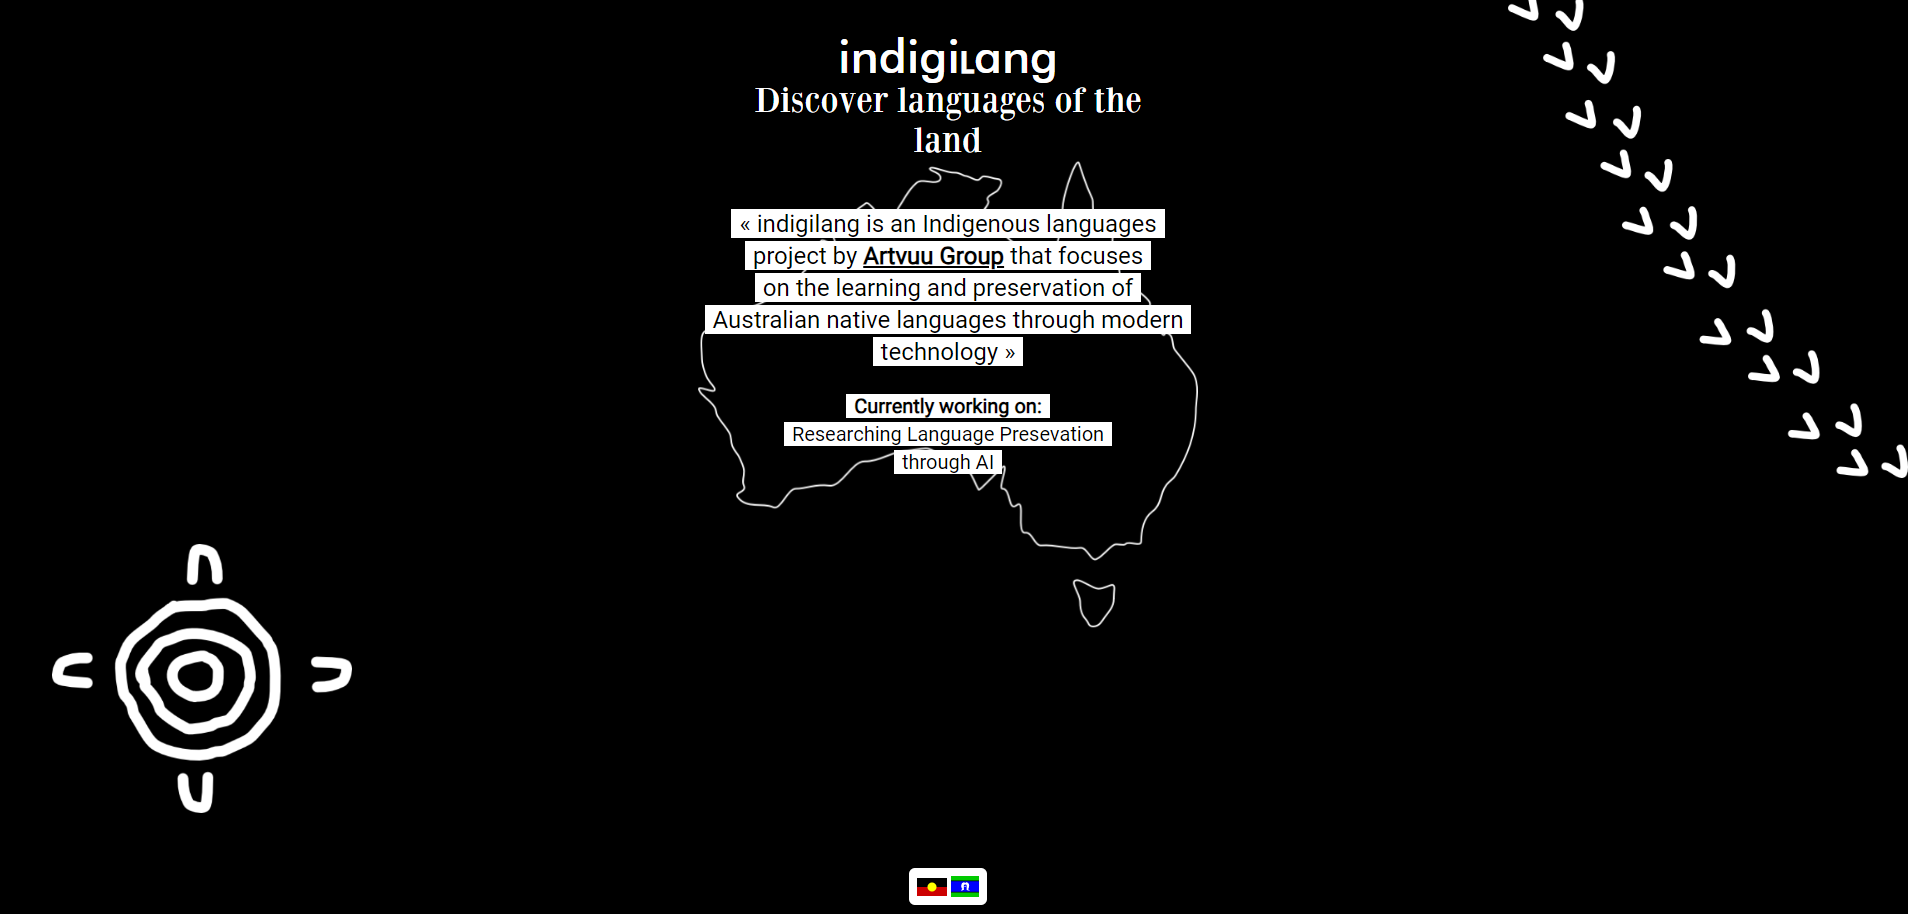 indigiLang
Discover languages of the
land
« indigilang is an Indigenous languages
project by Artvuu Group that focuses
on the learning and preservation of
Australian native languages through modern
technology »
Currently working on:
Researching Language Presevation
through AI